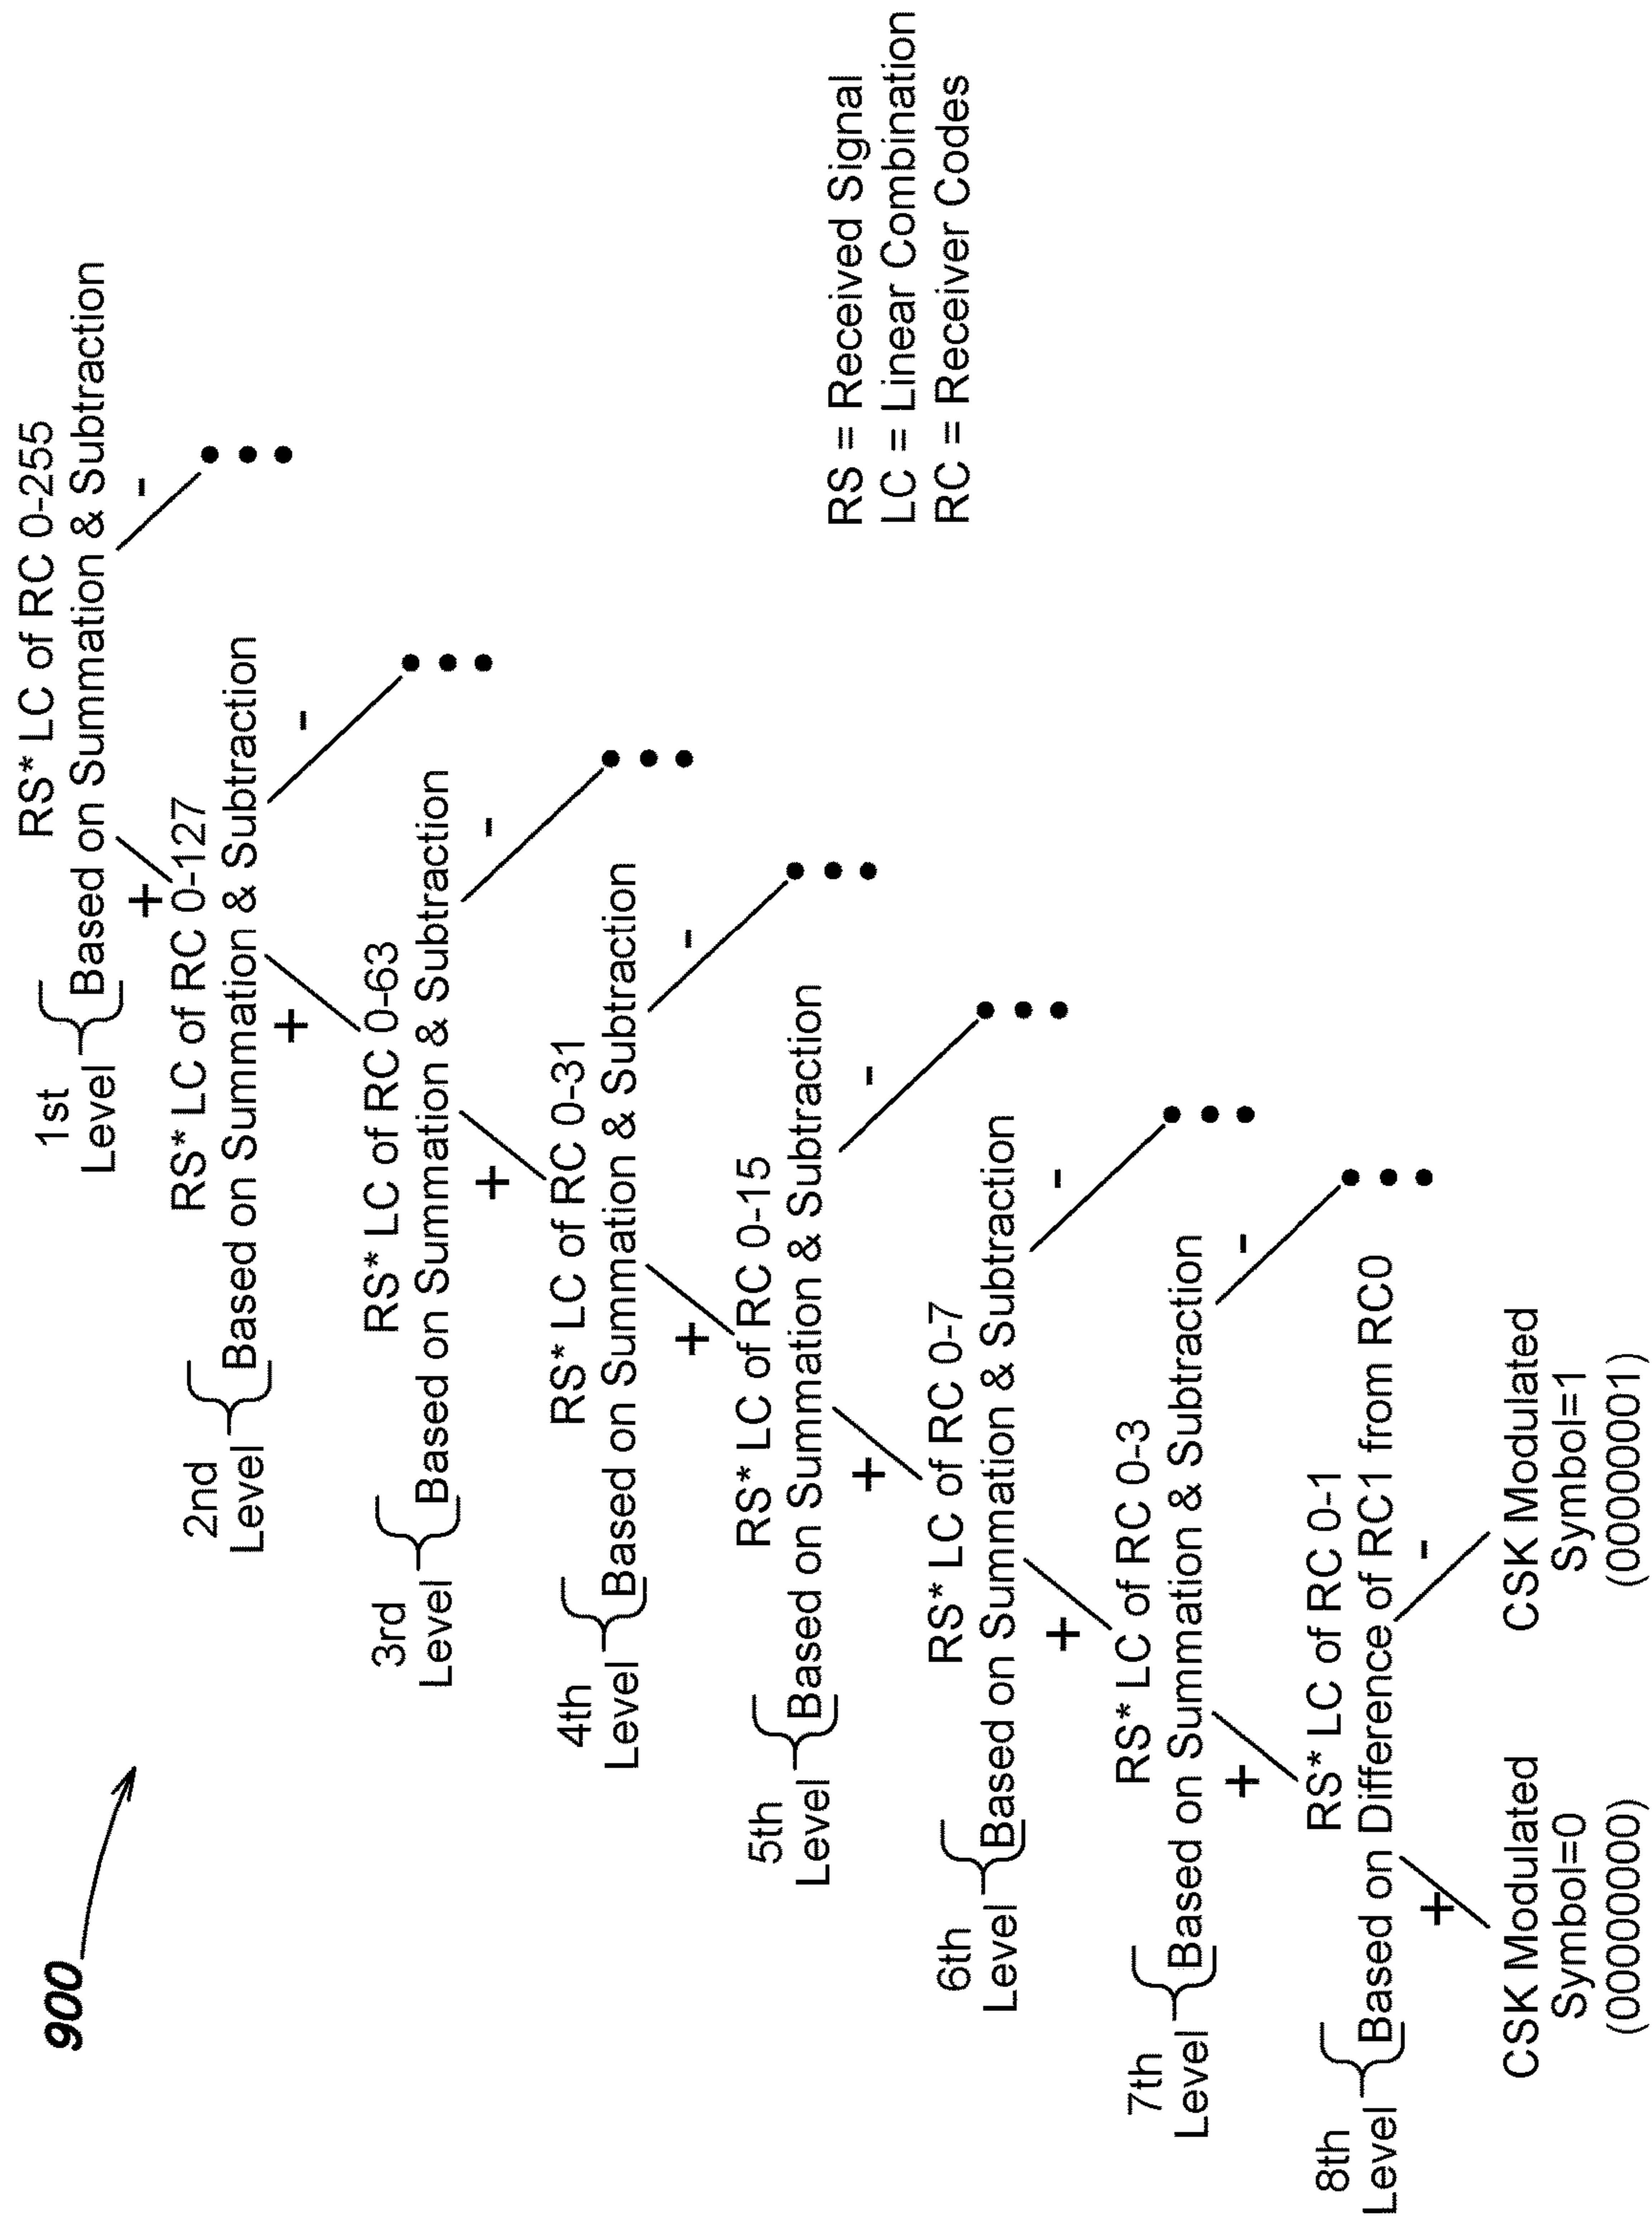 900
1st
Level
RS* LC of RC 0-255
Based on Summation & Subtraction
+
-
2nd
Level
RS* LC of RC 0-127
Based on Summation & Subtraction
+
-
3rd
Level
RS* LC of RC 0-63
Based on Summation & Subtraction
+
-
4th
Level
RS* LC of RC 0-31
Based on Summation & Subtraction
+
-
5th
Level
RS* LC of RC 0-15
Based on Summation & Subtraction
+
-
6th
Level
RS* LC of RC 0-7
Based on Summation & Subtraction
+
-
7th
Level
RS* LC of RC 0-3
Based on Summation & Subtraction
+
-
8th
Level
RS* LC of RC 0-1
Based on Difference of RC1 from RC0
+
-
CSK Modulated
Symbol=0
(00000000)
CSK Modulated
Symbol=1
(00000001)
RS = Received Signal
LC = Linear Combination
RC = Receiver Codes